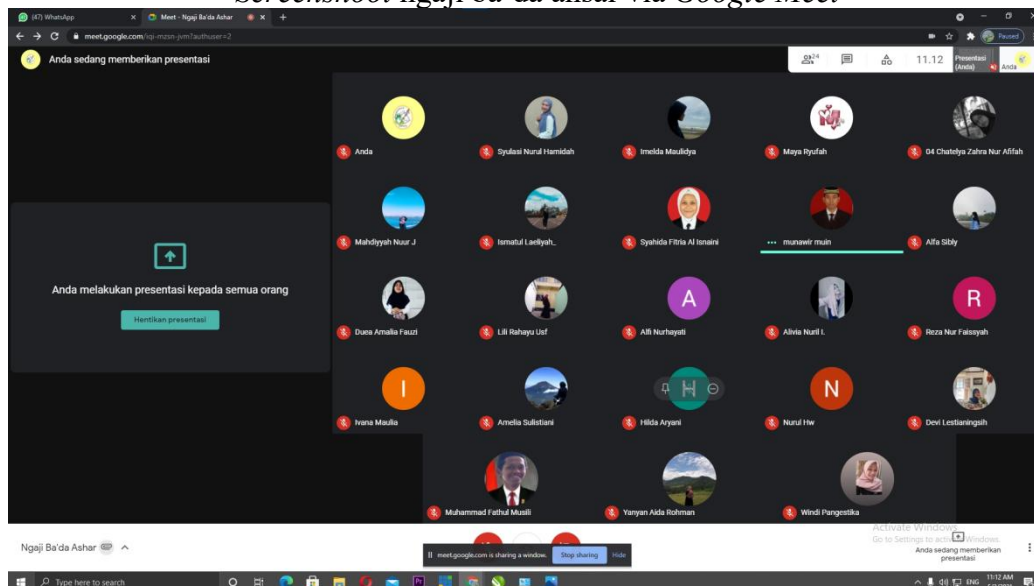 Screenshoot ngaji ba'da ahsar via Google Meet
(47) WhatsApp
Meet - Ngaji Ba'da Ashar
meet.google.com/iqi-mzsn-jvm?authuser=2
Paused
Anda sedang memberikan presentasi
24
11.12
Presentasi
(Anda)
Anda
Anda
Syulasi Nurul Hamidah
Imelda Maulidya
Maya Ryufah
04 Chatelya Zahra Nur Afifah
Mahdiyyah Nuur J
Ismatul Laeliyah_
Syahida Fitria Al Isnaini
munawir muin
Alfa Sibly
Anda melakukan presentasi kepada semua orang
Hentikan presentasi
A
R
Duea Amalia Fauzi
Lili Rahayu Usf
Alfi Nurhayati
Alivia Nuril I.
Reza Nur Faissyah
I
H
N
Ivana Maulia
Amelia Sulistiani
Hilda Aryani
Nurul Hw
Devi Lestianingsih
Muhammad Fathul Musili
Yanyan Aida Rohman
Windi Pangestika
Activate Windows
Go to Settings to activate Windows.
Ngaji Ba'da Ashar
meet.google.com is sharing a window.
Stop sharing
Hide
Anda sedang memberikan
presentasi
Type here to search
ENG
11:12 AM